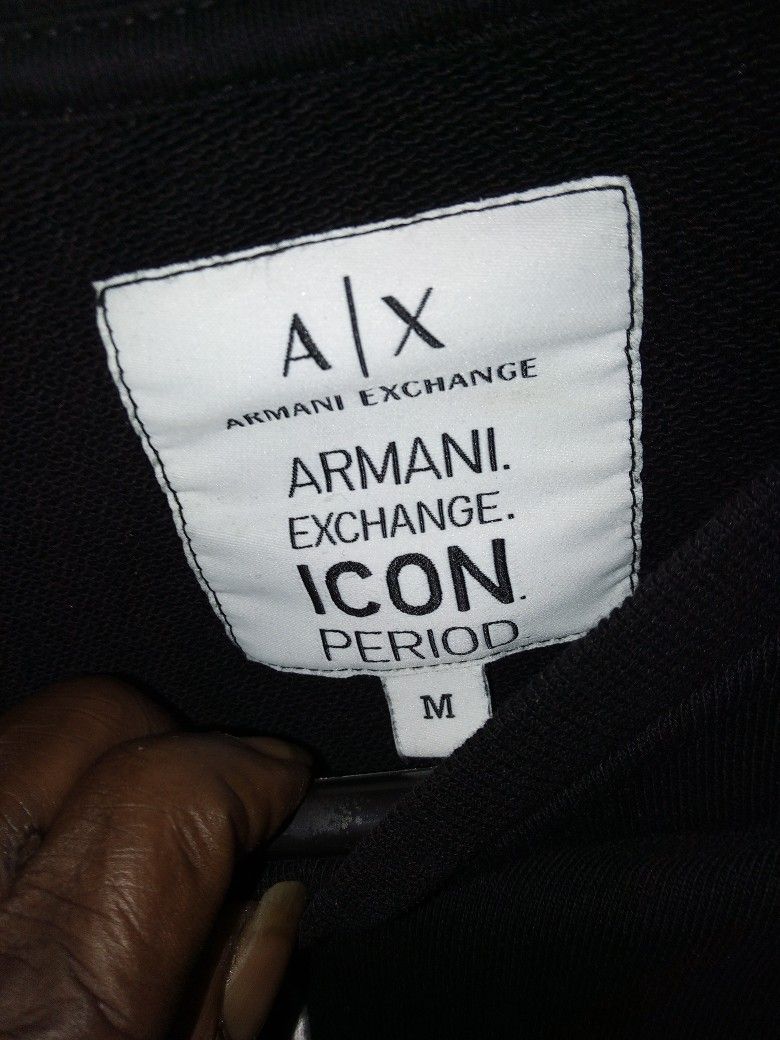 A|X
ARMANI EXCHANGE
ARMANI.
EXCHANGE.
ICON.
PERIOD
M